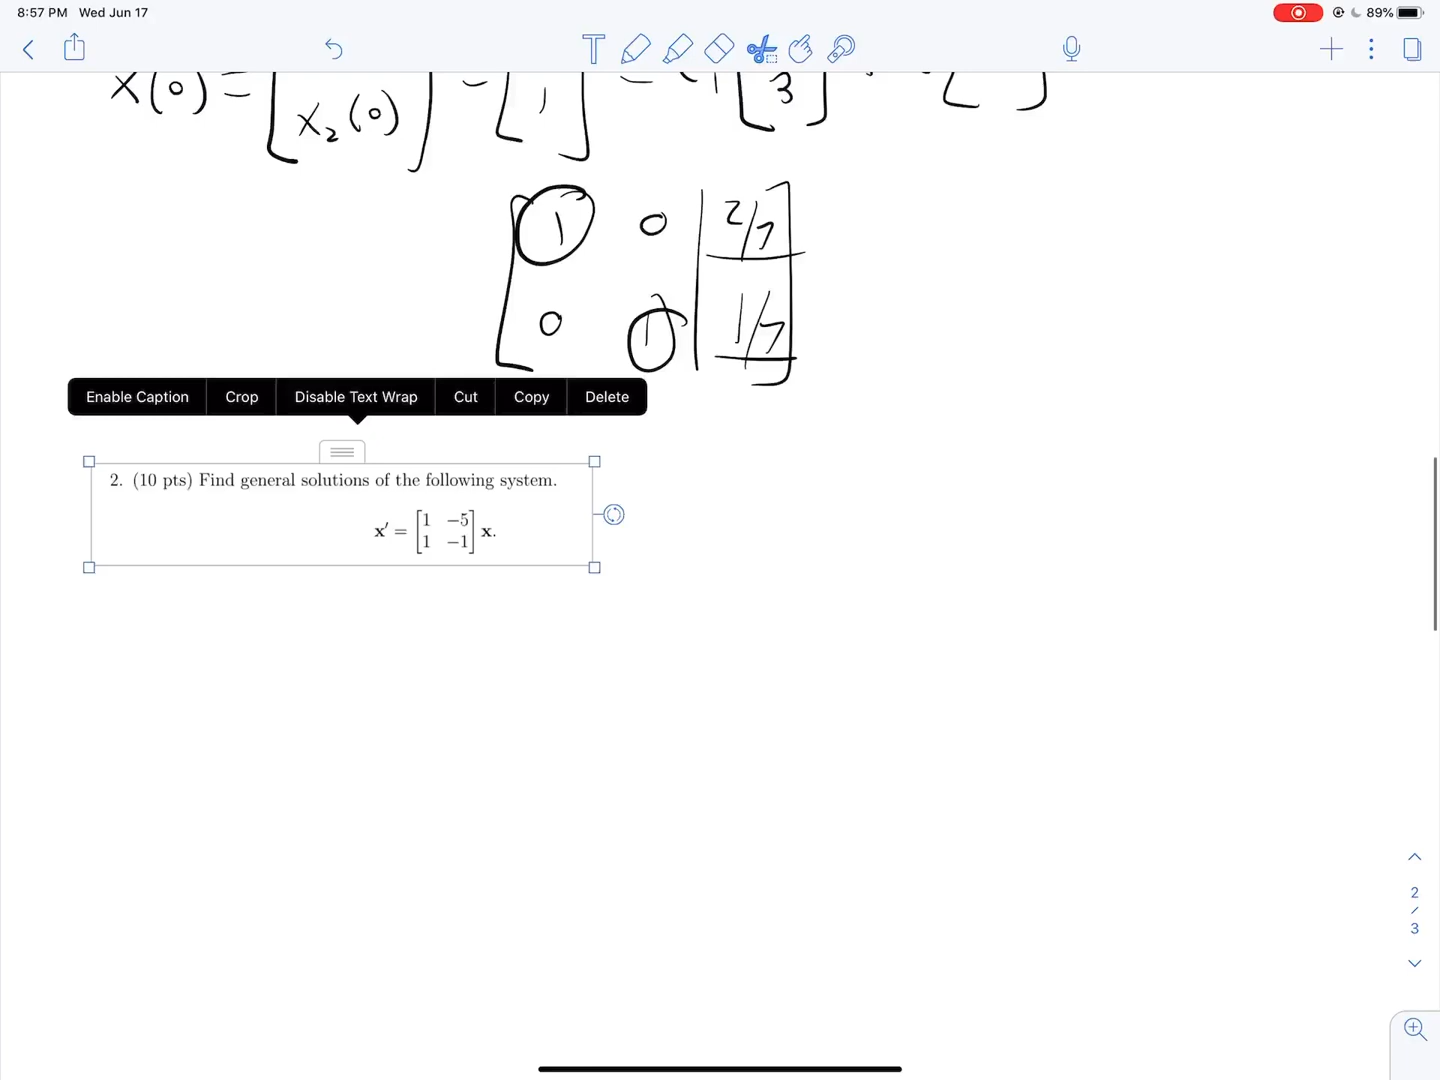 8:57 PM Wed Jun 17
89%
X(0) = [ = [ = [
X₂(0) 1 1 3
1 0 | 2/7
0 1 | 1/7
Enable Caption Crop Disable Text Wrap Cut Copy Delete
2. (10 pts) Find general solutions of the following system.
x′ = [1 −5
1 −1] x.
2
/
3